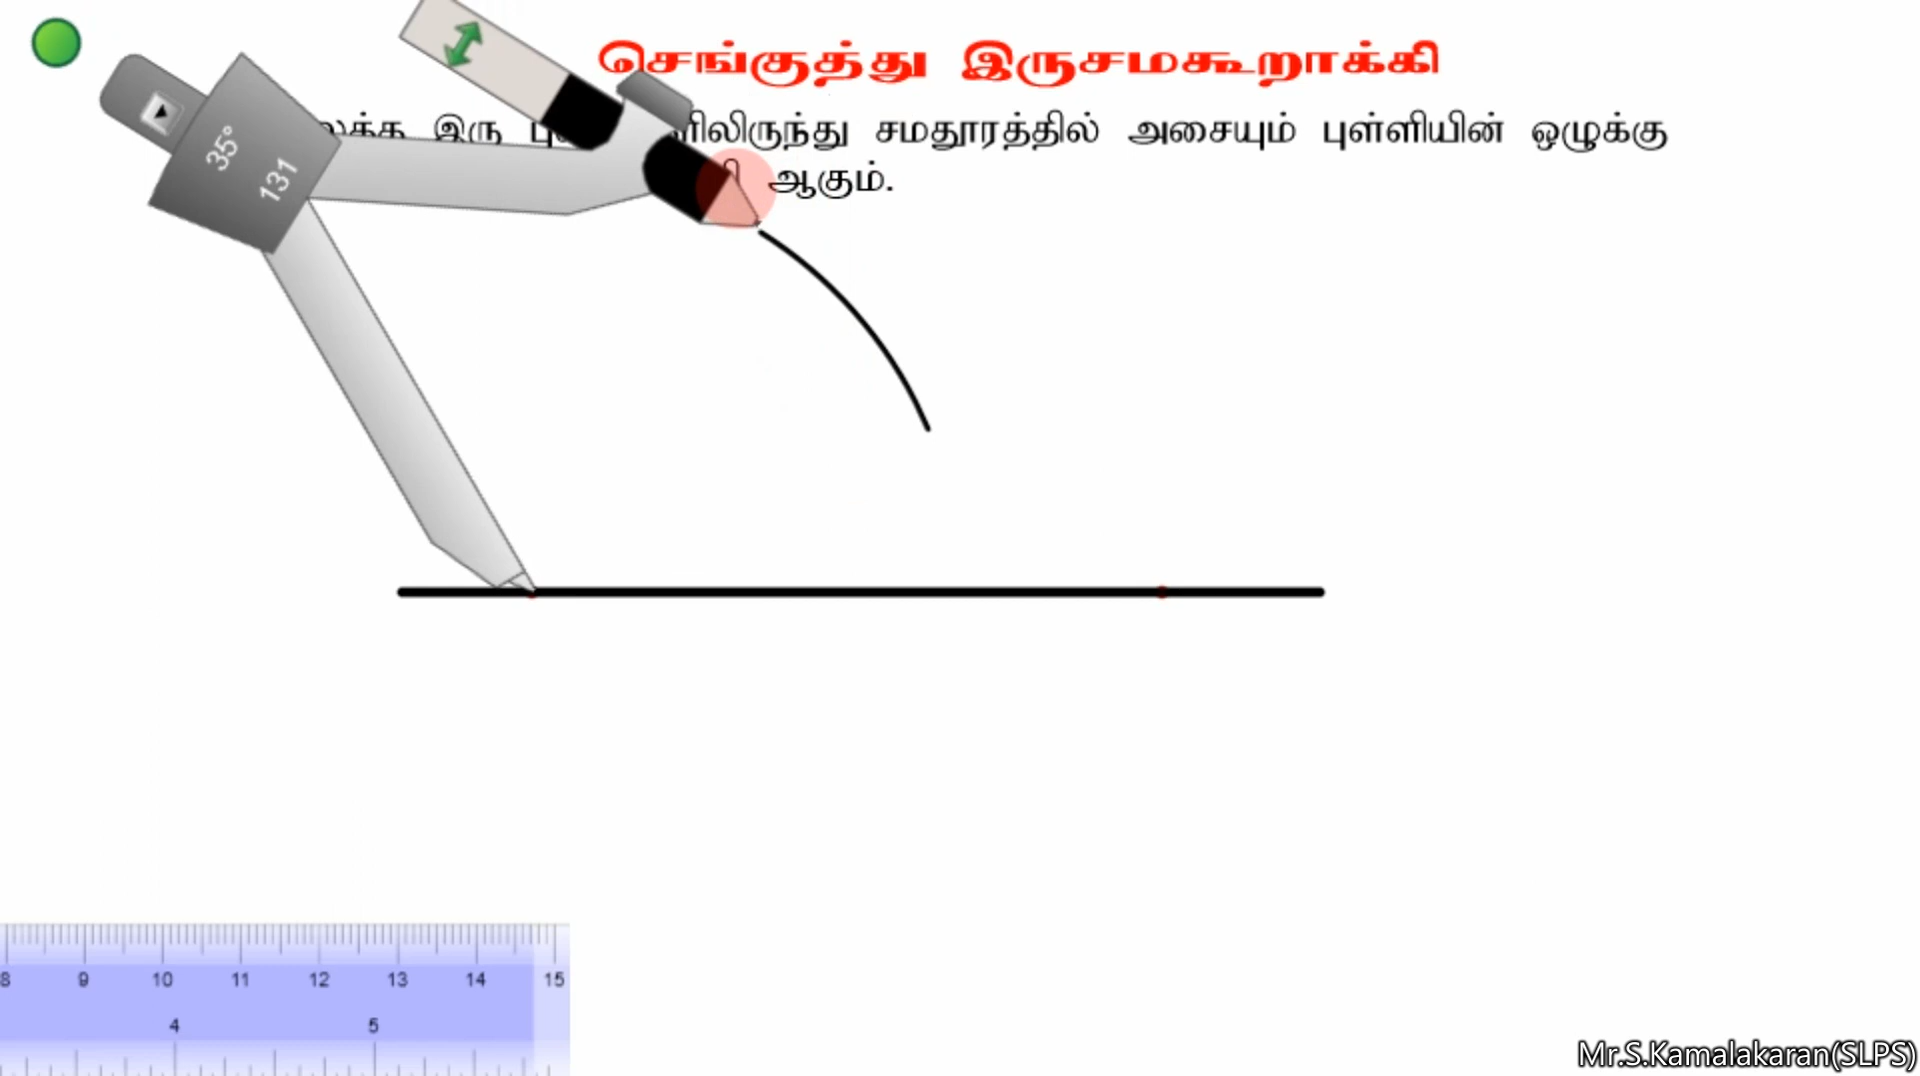 செங்குத்து இருசமகூறாக்கி
இரு சமதூரத்தில் அசையும் புள்ளியின் ஒழுக்கு
ஆகும்.
35°
131
8 9 10 11 12 13 14 15
4 5
Mr.S.Kamalakaran(SLPS)